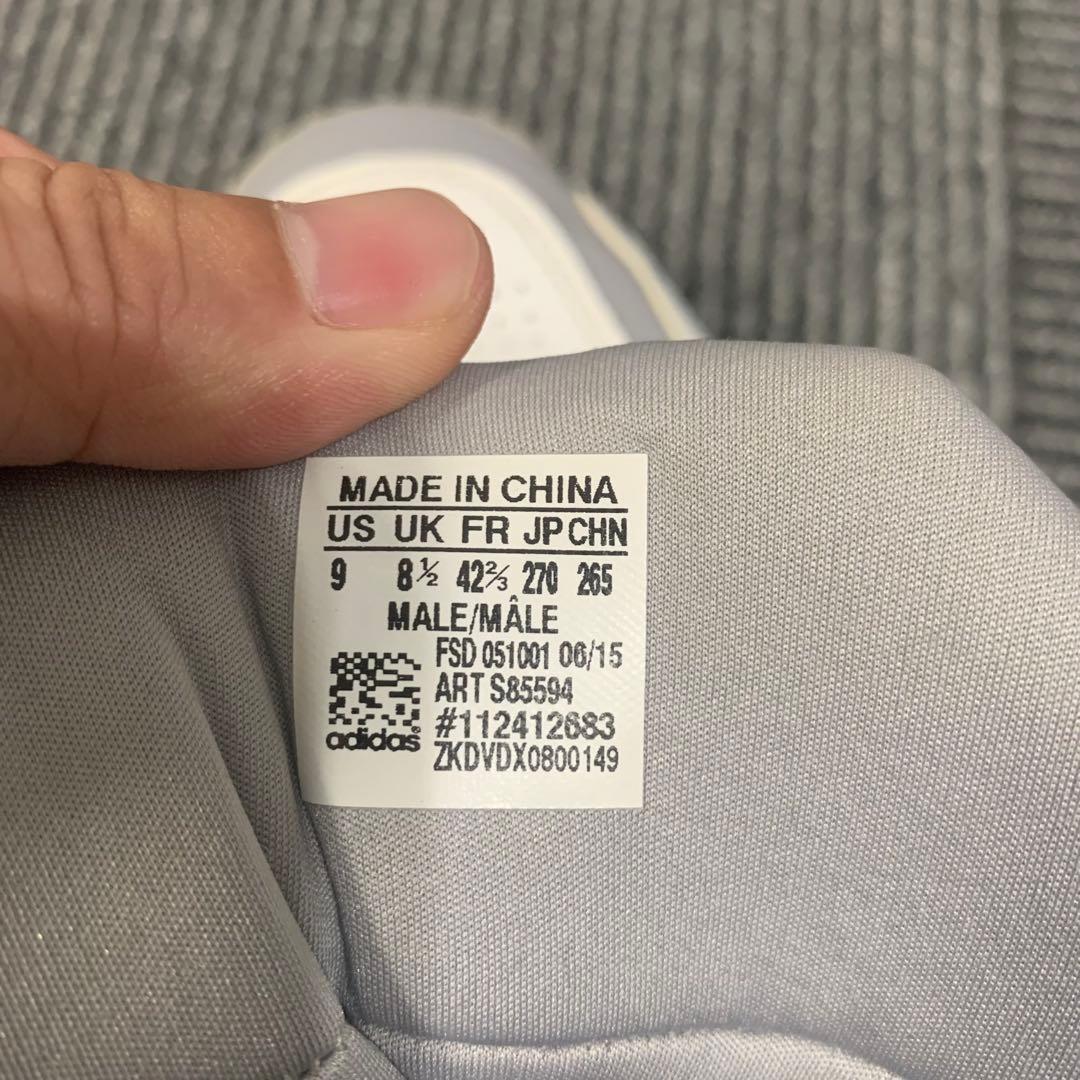 MADE IN CHINA
US UK FR JP CHN
9 8½ 42⅔ 270 265
MALE/MÂLE
FSD 051001 06/15
ART S85594
#112412683
adidas®
ZKDVDX0800149